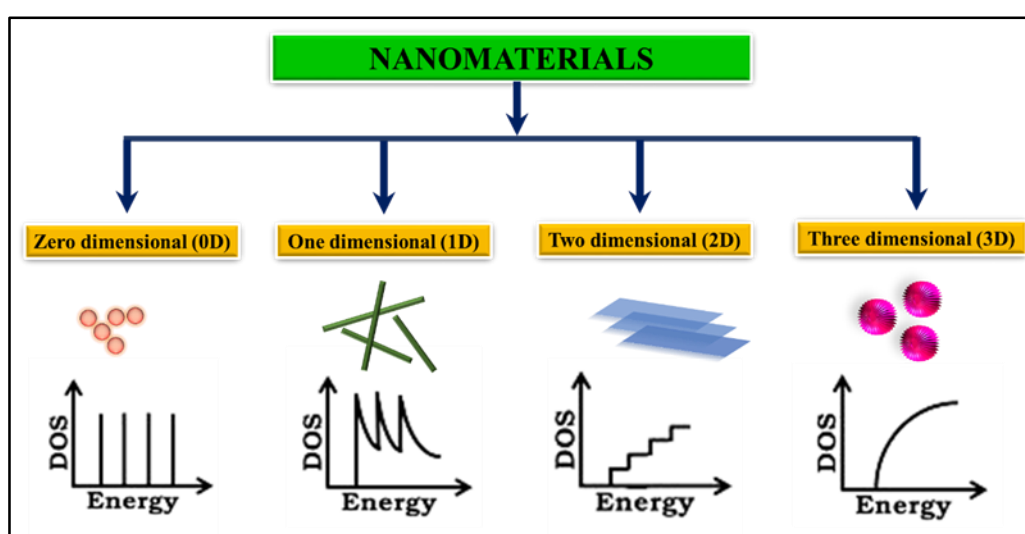 NANOMATERIALS
Zero dimensional (0D)
One dimensional (1D)
Two dimensional (2D)
Three dimensional (3D)
DOS
Energy
DOS
Energy
DOS
Energy
DOS
Energy